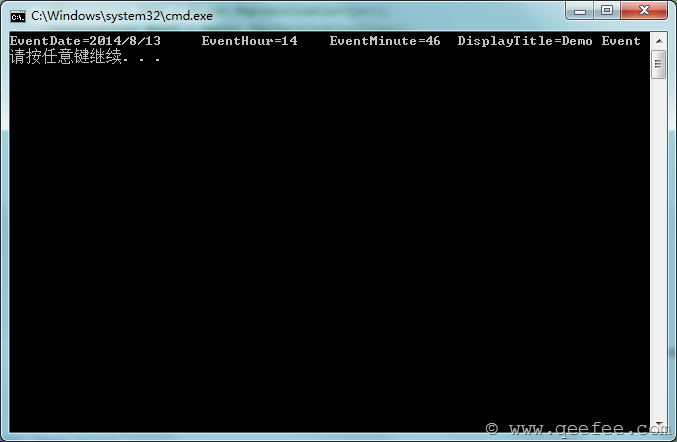 C:\Windows\system32\cmd.exe
EventDate=2014/8/13 EventHour=14 EventMinute=46 DisplayTitle=Demo Event
请按任意键继续. . .
© www.qeefee.com